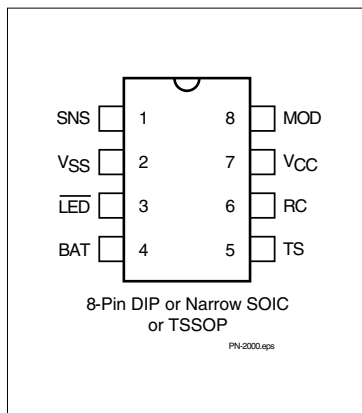 SNS 1 8 MOD
VSS 2 7 VCC
LED 3 6 RC
BAT 4 5 TS
8-Pin DIP or Narrow SOIC
or TSSOP
PN-2000.eps